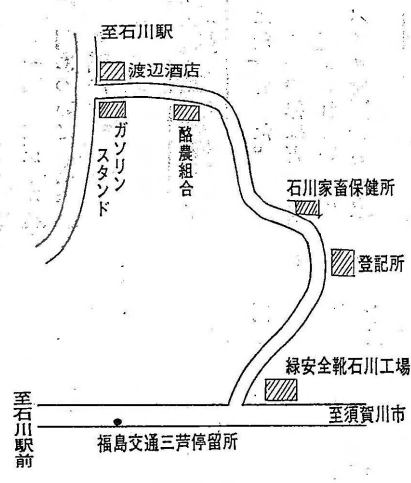 至石川駅
渡辺酒店
ガソリン
スタンド
酪農組合
石川家畜保健所
登記所
緑安全靴石川工場
至石川駅前
至須賀川市
福島交通三芦停留所